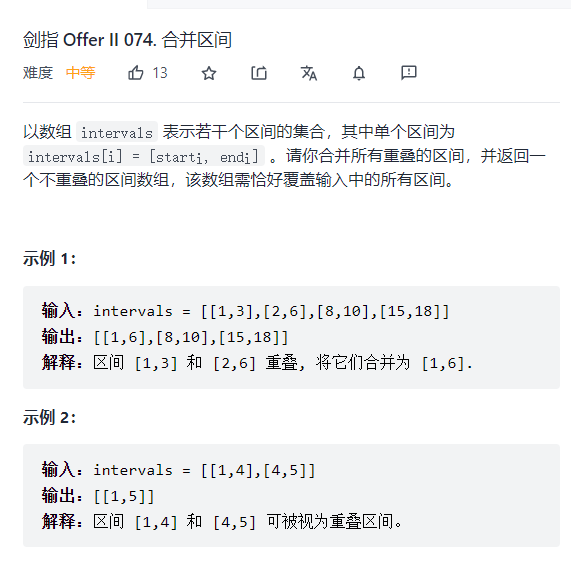 剑指 Offer II 074. 合并区间
难度 中等 13
以数组 intervals 表示若干个区间的集合，其中单个区间为
intervals[i] = [starti, endi] 。请你合并所有重叠的区间，并返回一
个不重叠的区间数组，该数组需恰好覆盖输入中的所有区间。
示例 1：
输入：intervals = [[1,3],[2,6],[8,10],[15,18]]
输出：[[1,6],[8,10],[15,18]]
解释：区间 [1,3] 和 [2,6] 重叠, 将它们合并为 [1,6].
示例 2：
输入：intervals = [[1,4],[4,5]]
输出：[[1,5]]
解释：区间 [1,4] 和 [4,5] 可被视为重叠区间。